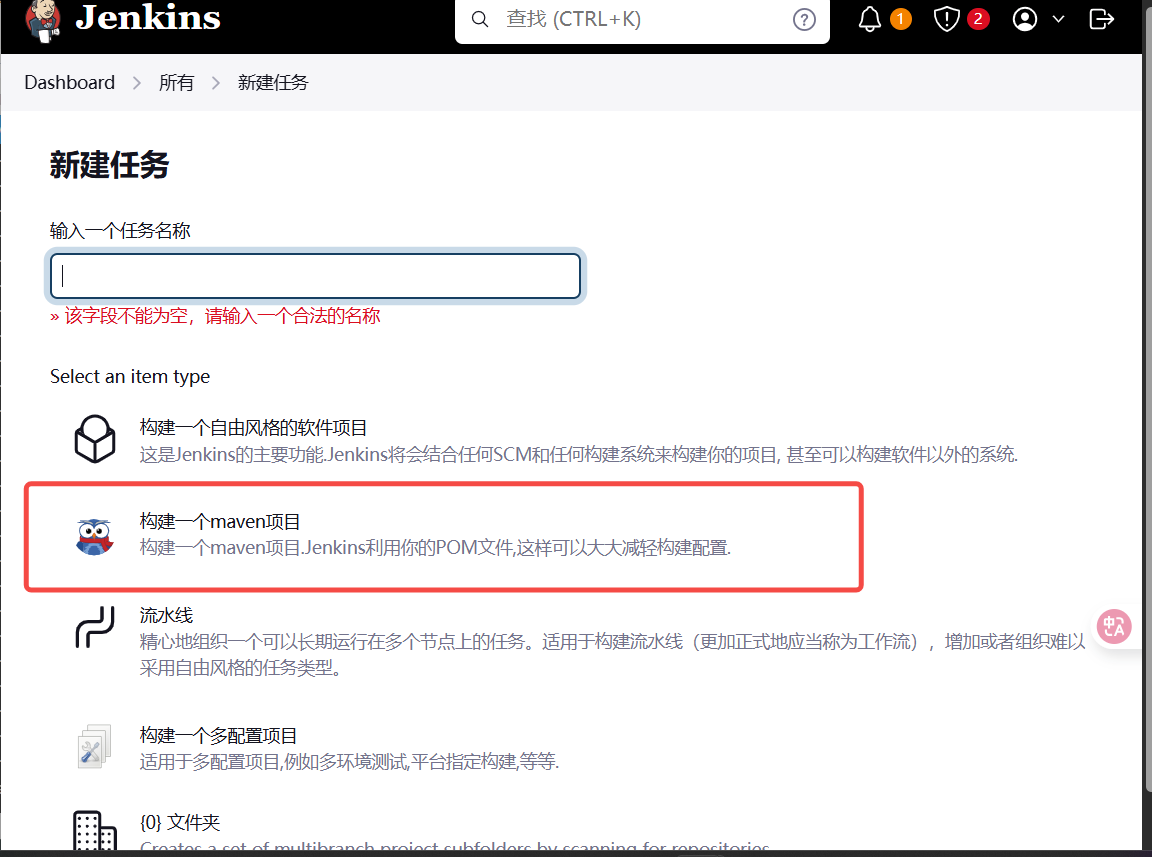 Jenkins
查找 (CTRL+K)
1
2
Dashboard
所有
新建任务
新建任务
输入一个任务名称
» 该字段不能为空，请输入一个合法的名称
Select an item type
构建一个自由风格的软件项目
这是Jenkins的主要功能.Jenkins将会结合任何SCM和任何构建系统来构建你的项目, 甚至可以构建软件以外的系统.
构建一个maven项目
构建一个maven项目.Jenkins利用你的POM文件,这样可以大大减轻构建配置.
流水线
精心地组织一个可以长期运行在多个节点上的任务。适用于构建流水线（更加正式地应当称为工作流），增加或者组织难以
采用自由风格的任务类型。
构建一个多配置项目
适用于多配置项目,例如多环境测试,平台指定构建,等等.
{0} 文件夹
Creates a set of multibranch project subfolders by scanning for repositories.